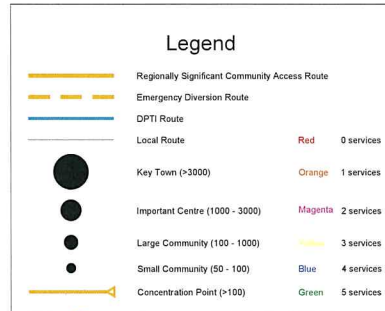 Legend
Regionally Significant Community Access Route
Emergency Diversion Route
DPTI Route
Local Route Red 0 services
Key Town (>3000) Orange 1 services
Important Centre (1000 - 3000) Magenta 2 services
Large Community (100 - 1000) 3 services
Small Community (50 - 100) Blue 4 services
Concentration Point (>100) Green 5 services